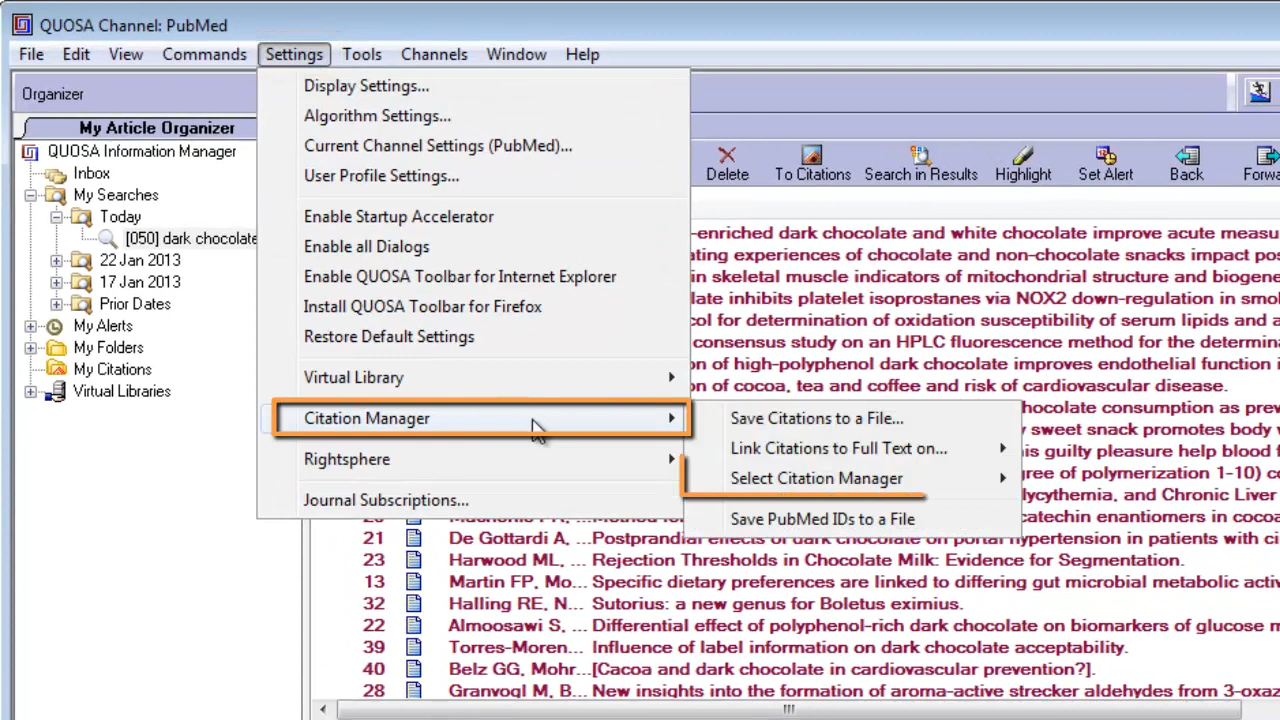 QUOSA Channel: PubMed
File Edit View Commands Settings Tools Channels Window Help
Organizer
My Article Organizer
QUOSA Information Manager
Inbox
My Searches
Today
[050] dark chocolate
22 Jan 2013
17 Jan 2013
Prior Dates
My Alerts
My Folders
My Citations
Virtual Libraries
Display Settings...
Algorithm Settings...
Current Channel Settings (PubMed)...
User Profile Settings...
Enable Startup Accelerator
Enable all Dialogs
Enable QUOSA Toolbar for Internet Explorer
Install QUOSA Toolbar for Firefox
Restore Default Settings
Virtual Library
Citation Manager
Rightsphere
Journal Subscriptions...
Save Citations to a File...
Link Citations to Full Text on...
Select Citation Manager
Save PubMed IDs to a File
Delete To Citations Search in Results Highlight Set Alert Back Forwa
-enriched dark chocolate and white chocolate improve acute measu
ating experiences of chocolate and non-chocolate snacks impact pos
in skeletal muscle indicators of mitochondrial structure and biogene
late inhibits platelet isoprostanes via NOX2 down-regulation in smok
col for determination of oxidation susceptibility of serum lipids and a
consensus study on an HPLC fluorescence method for the determina
on of high-polyphenol dark chocolate improves endothelial function i
on of cocoa, tea and coffee and risk of cardiovascular disease.
hocolate consumption as prev
y sweet snack promotes body w
his guilty pleasure help blood f
gree of polymerization 1-10) co
lycythemia, and Chronic Liver
catechin enantiomers in cocoa
21 De Gottardi A, ... Postprandial effects of dark chocolate on portal hypertension in patients with ci
23 Harwood ML, ... Rejection Thresholds in Chocolate Milk: Evidence for Segmentation.
13 Martin FP, Mo... Specific dietary preferences are linked to differing gut microbial metabolic activ
32 Halling RE, N... Sutorius: a new genus for Boletus eximius.
22 Almoosawi S, ... Differential effect of polyphenol-rich dark chocolate on biomarkers of glucose m
39 Torres-Moren... Influence of label information on dark chocolate acceptability.
40 Belz GG, Mohr... [Cacoa and dark chocolate in cardiovascular prevention?].
28 Granvogl M, B... New insights into the formation of aroma-active strecker aldehydes from 3-oxaz